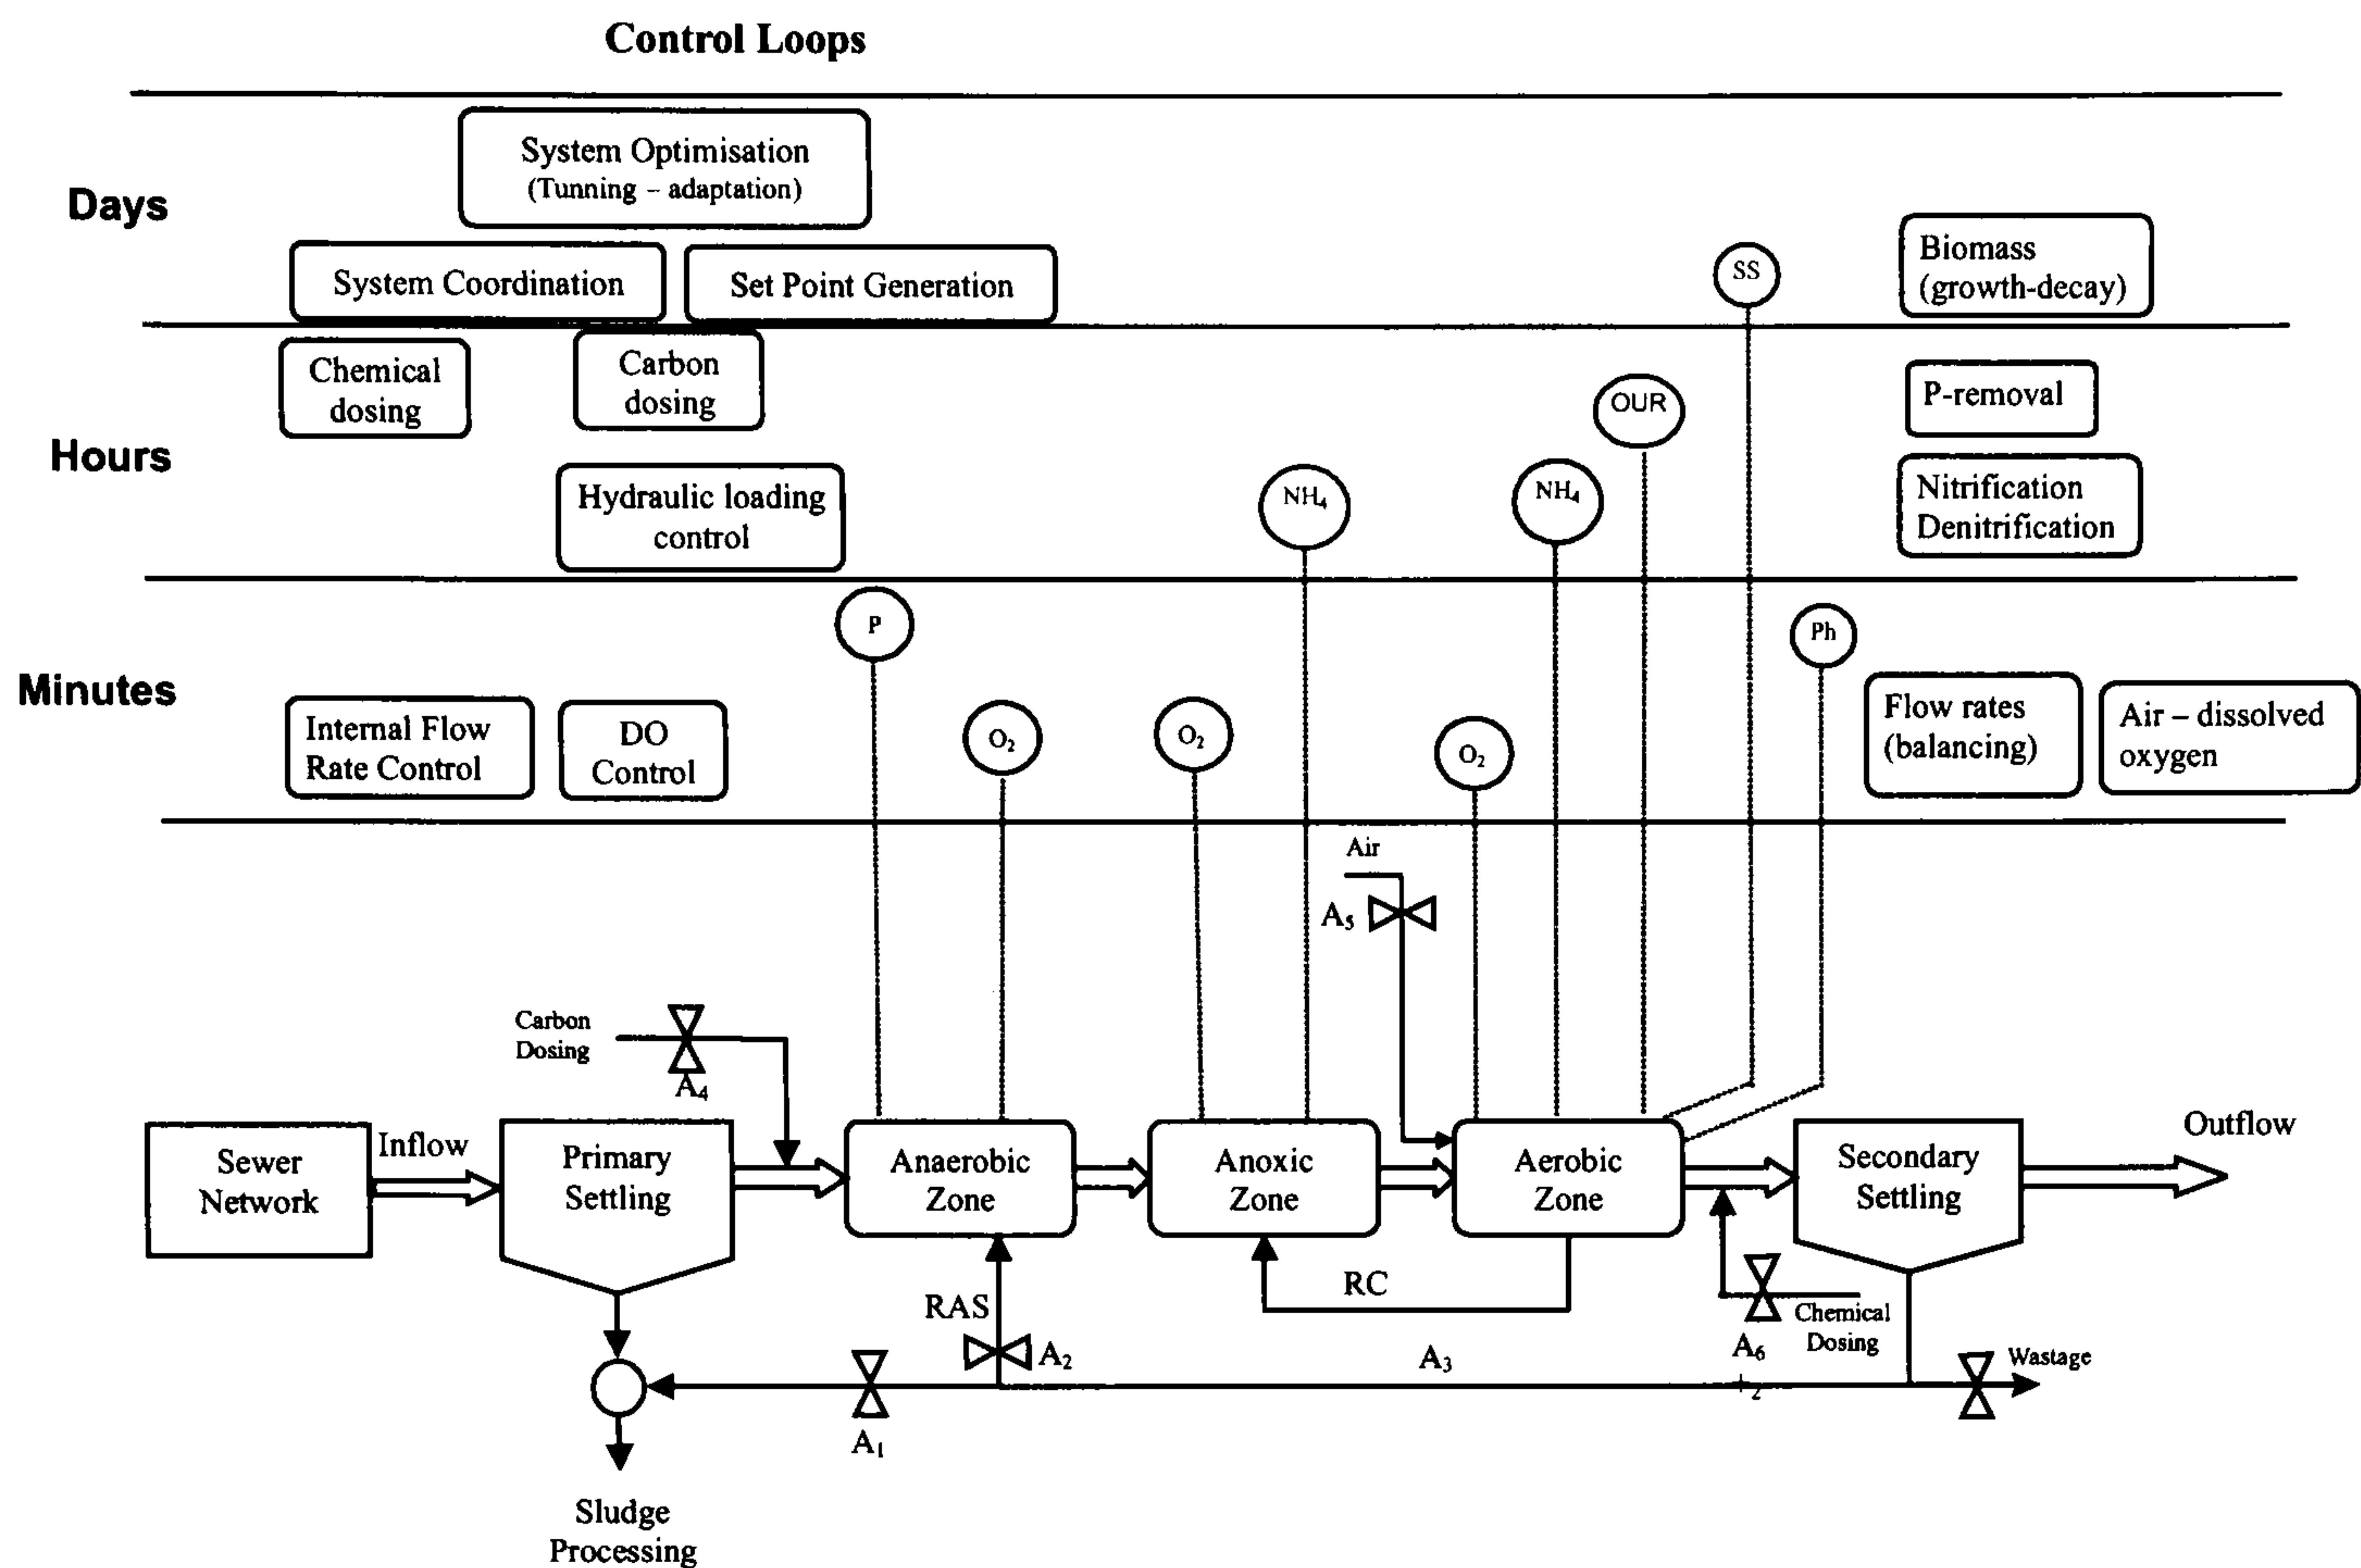 Control Loops
System Optimisation
(Tunning – adaptation)
Days
System Coordination
Set Point Generation
SS
Biomass
(growth-decay)
Chemical
dosing
Carbon
dosing
OUR
P-removal
Hours
Hydraulic loading
control
NH₄
NH₄
Nitrification
Denitrification
P
Ph
Minutes
Internal Flow
Rate Control
DO
Control
O₂
O₂
O₂
Flow rates
(balancing)
Air – dissolved
oxygen
Air
A₅
Carbon
Dosing
A₄
Sewer
Network
Inflow
Primary
Settling
Anaerobic
Zone
Anoxic
Zone
Aerobic
Zone
Secondary
Settling
Outflow
RAS
RC
Chemical
Dosing
A₂
A₃
A₆
Wastage
2
A₁
Sludge
Processing